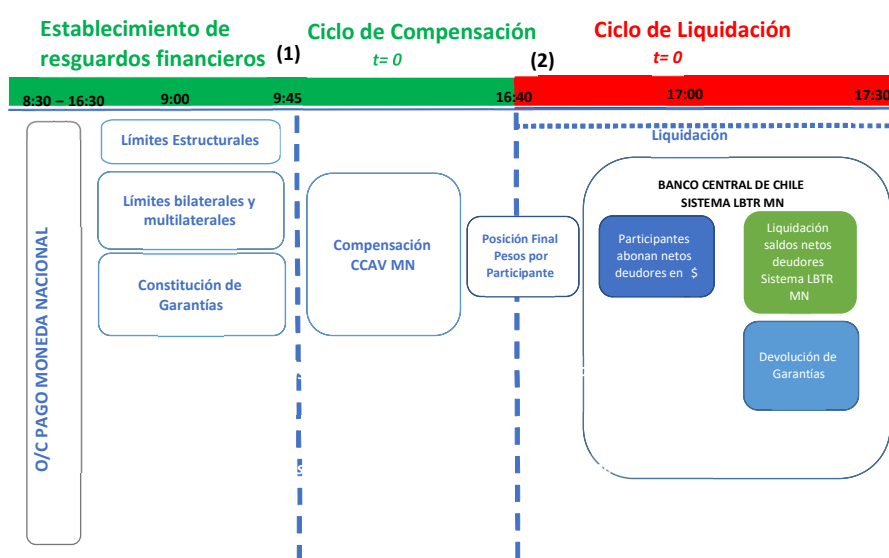 Establecimiento de
resguardos financieros
(1)
Ciclo de Compensación
t= 0
(2)
Ciclo de Liquidación
t= 0
8:30 – 16:30
9:00
9:45
16:40
17:00
17:30
O/C PAGO MONEDA NACIONAL
Límites Estructurales
Límites bilaterales y
multilaterales
Constitución de
Garantías
Compensación
CCAV MN
Posición Final
Pesos por
Participante
Liquidación
BANCO CENTRAL DE CHILE
SISTEMA LBTR MN
Participantes
abonan netos
deudores en $
Liquidación
saldos netos
deudores
Sistema LBTR
MN
Devolución de
Garantías